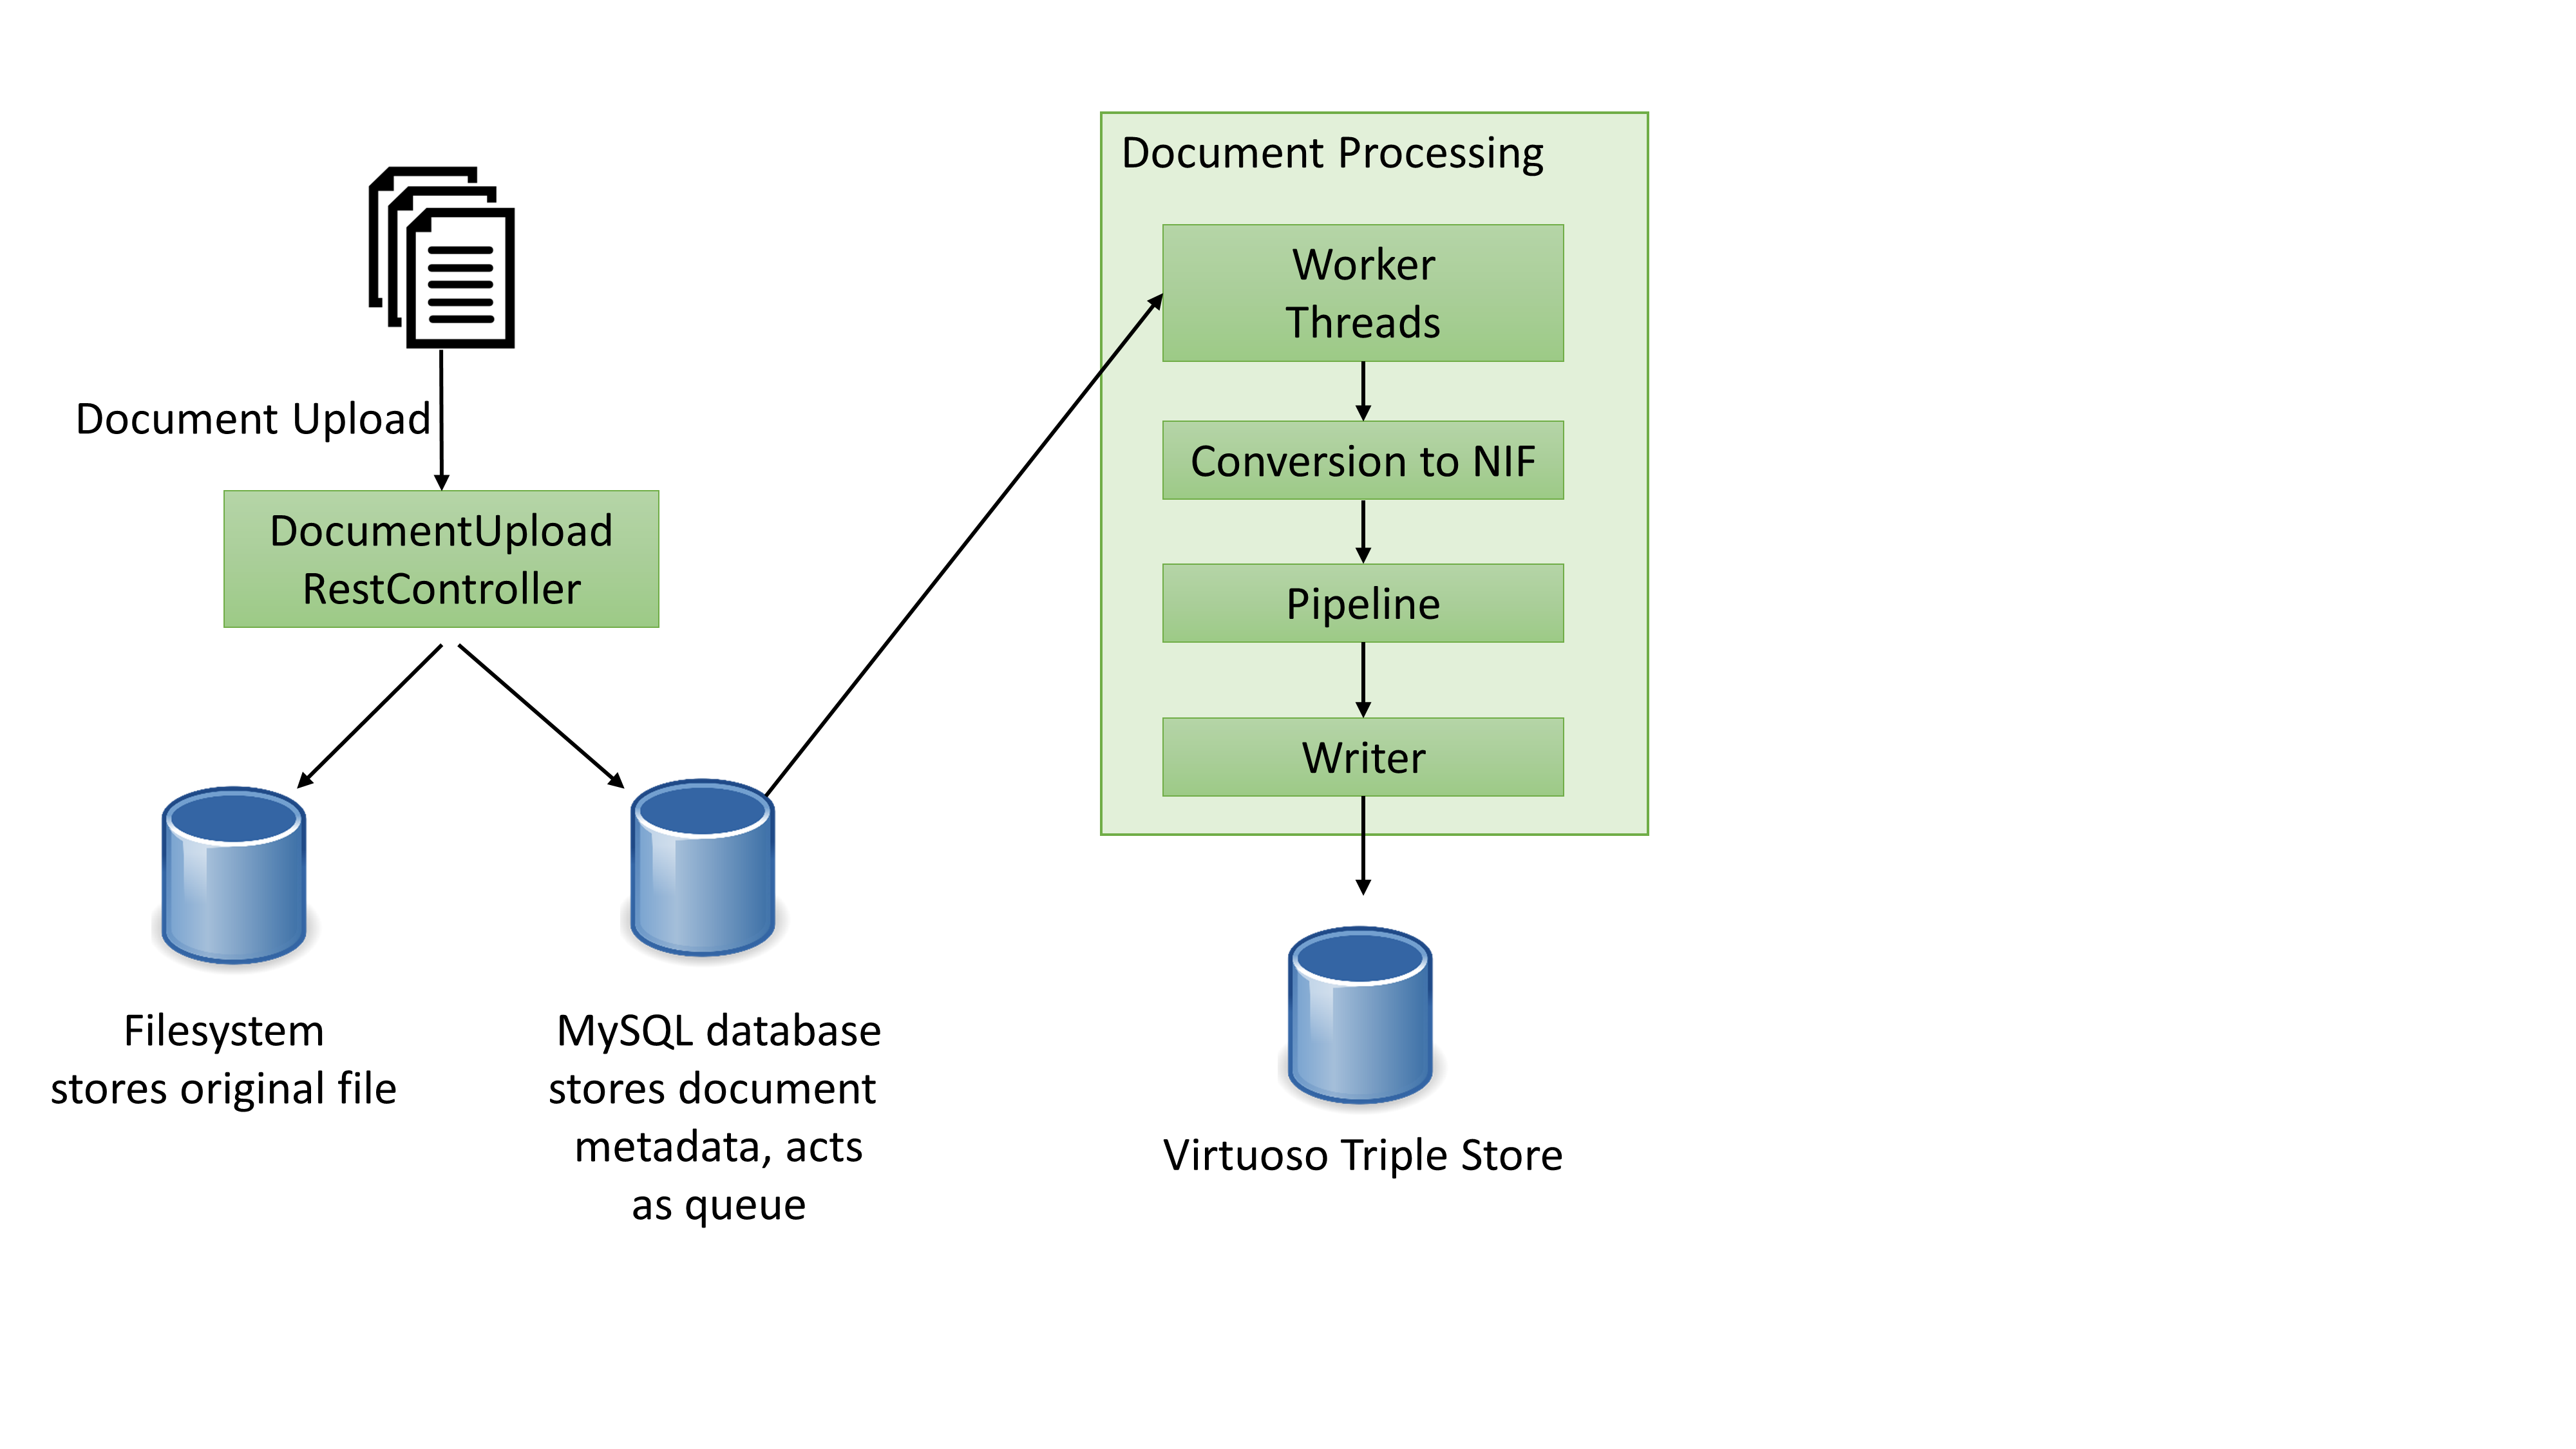 Document Upload
DocumentUpload
RestController
Filesystem
stores original file
MySQL database
stores document
metadata, acts
as queue
Document Processing
Worker
Threads
Conversion to NIF
Pipeline
Writer
Virtuoso Triple Store